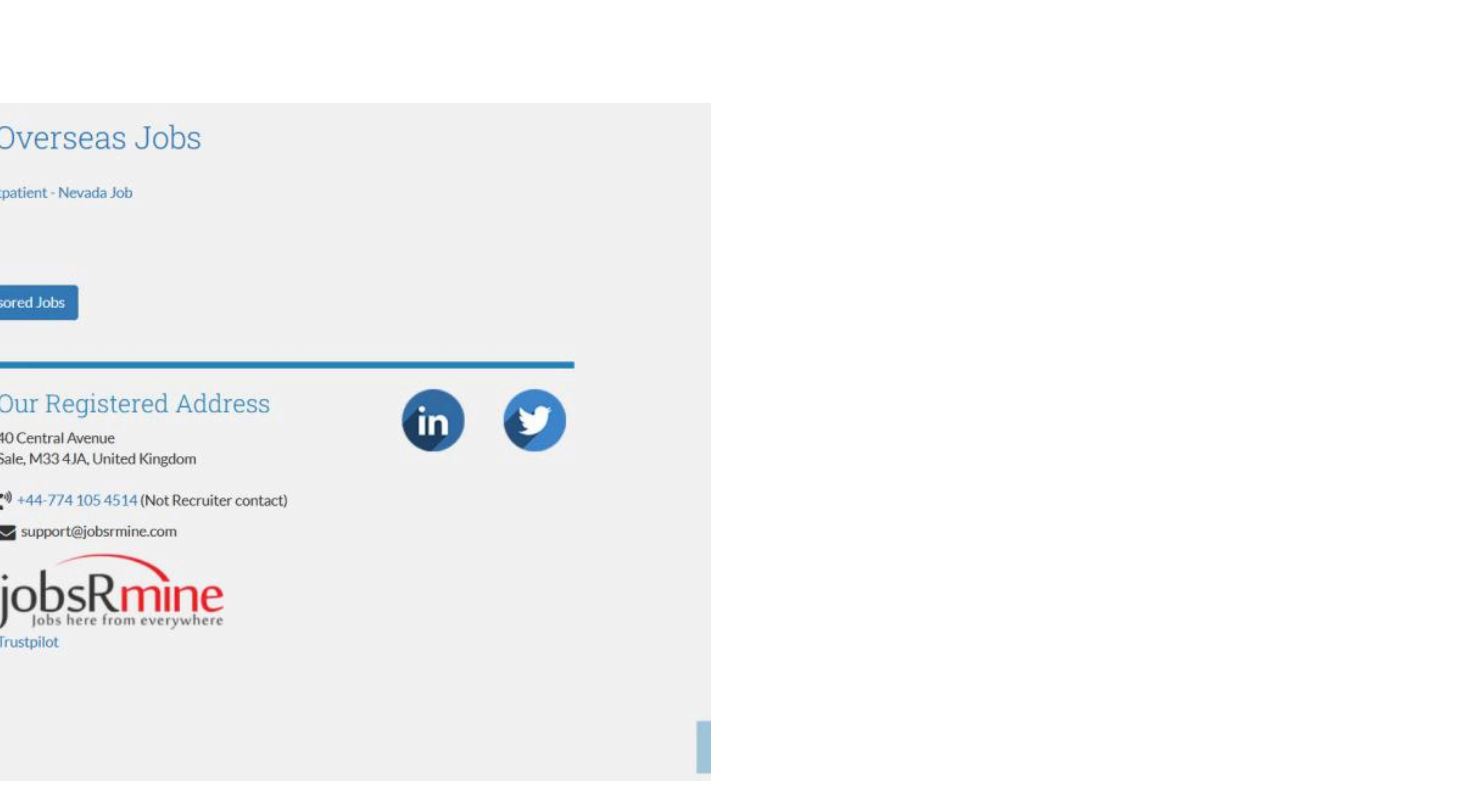 Overseas Jobs
tpatient - Nevada Job
sored Jobs
Our Registered Address
in
40 Central Avenue
Sale, M33 4JA, United Kingdom
+44-774 105 4514 (Not Recruiter contact)
support@jobsrmine.com
jobsRmine
Jobs here from everywhere
Trustpilot